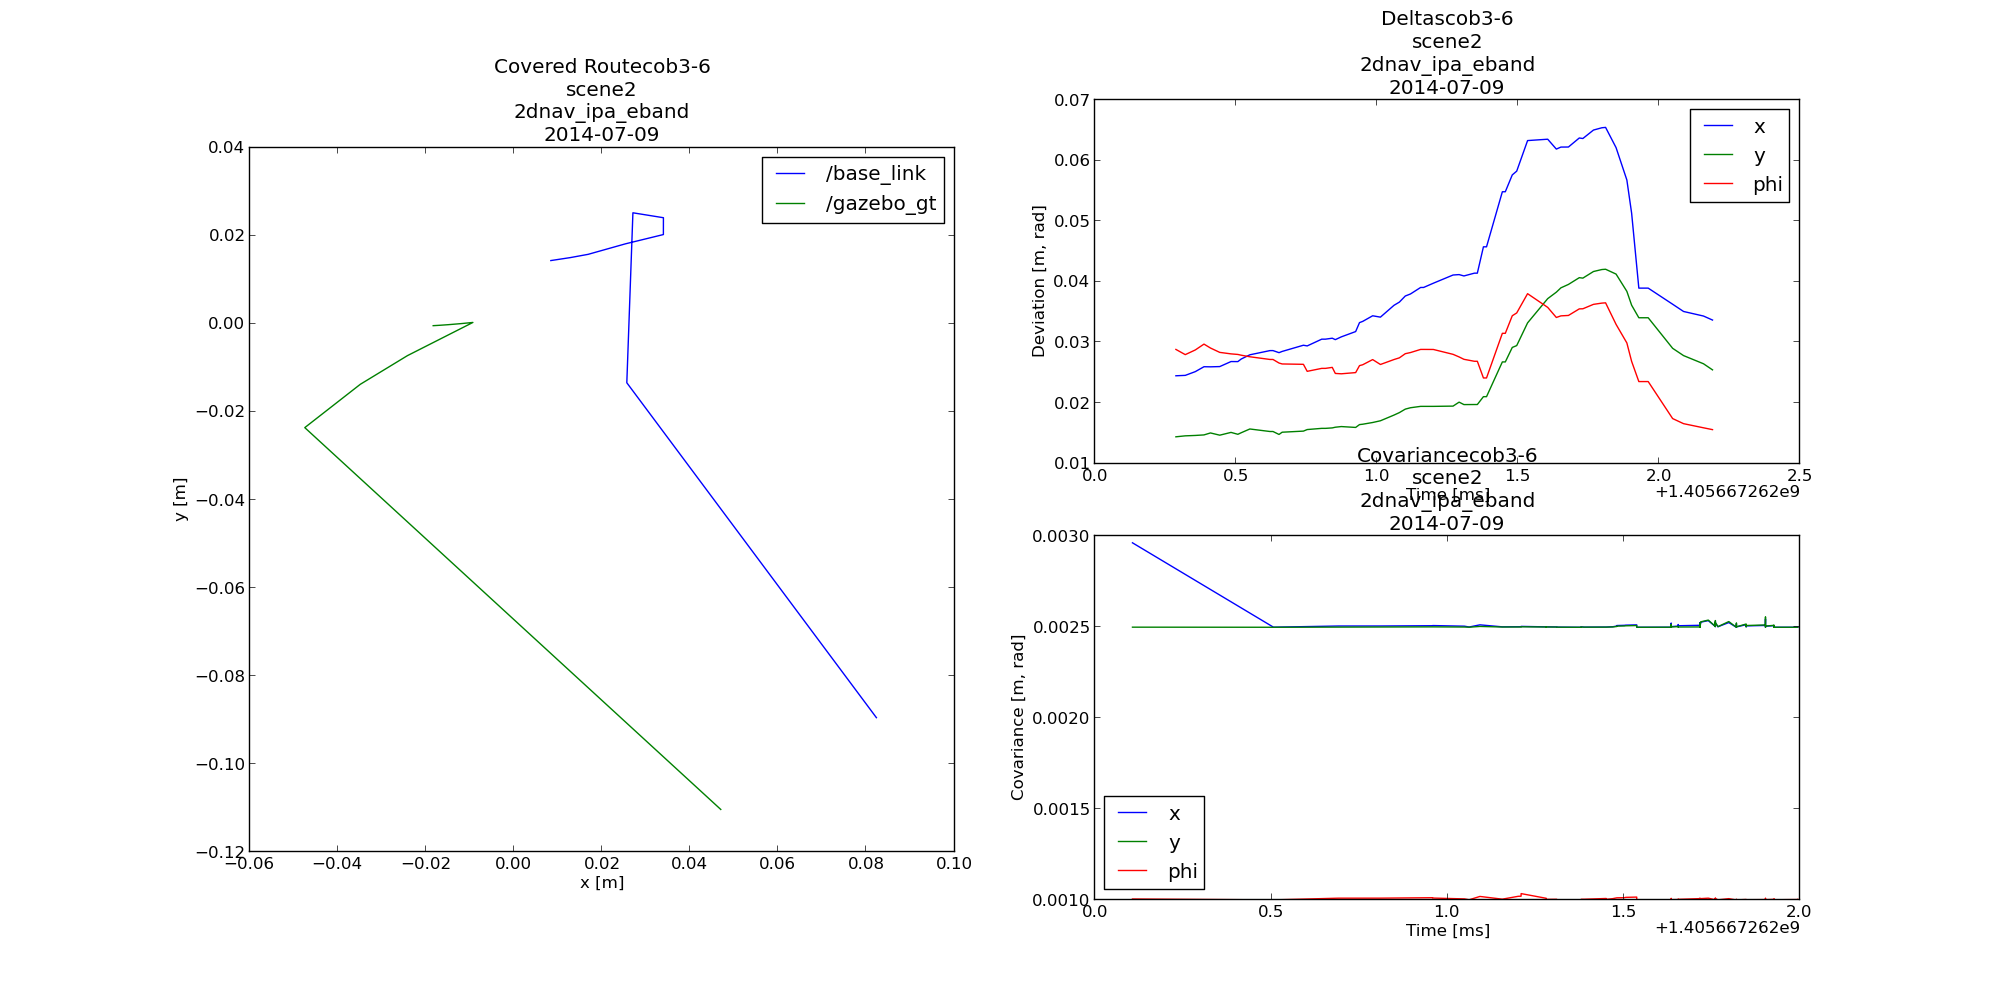 Covered Routecob3-6
scene2
2dnav_ipa_eband
2014-07-09
0.04
0.02
0.00
−0.02
−0.04
−0.06
−0.08
−0.10
−0.12
y [m]
/base_link
/gazebo_gt
−0.06
−0.04
−0.02
0.00
0.02
0.04
0.06
0.08
0.10
x [m]
Deltascob3-6
scene2
2dnav_ipa_eband
2014-07-09
0.07
0.06
0.05
0.04
0.03
0.02
0.01
Deviation [m, rad]
x
y
phi
0.0
0.5
1.0
1.5
2.0
2.5
Time [ms]
+1.405667262e9
Covariancecob3-6
scene2
2dnav_ipa_eband
2014-07-09
0.0030
0.0025
0.0020
0.0015
0.0010
Covariance [m, rad]
x
y
phi
0.0
0.5
1.0
1.5
2.0
Time [ms]
+1.405667262e9